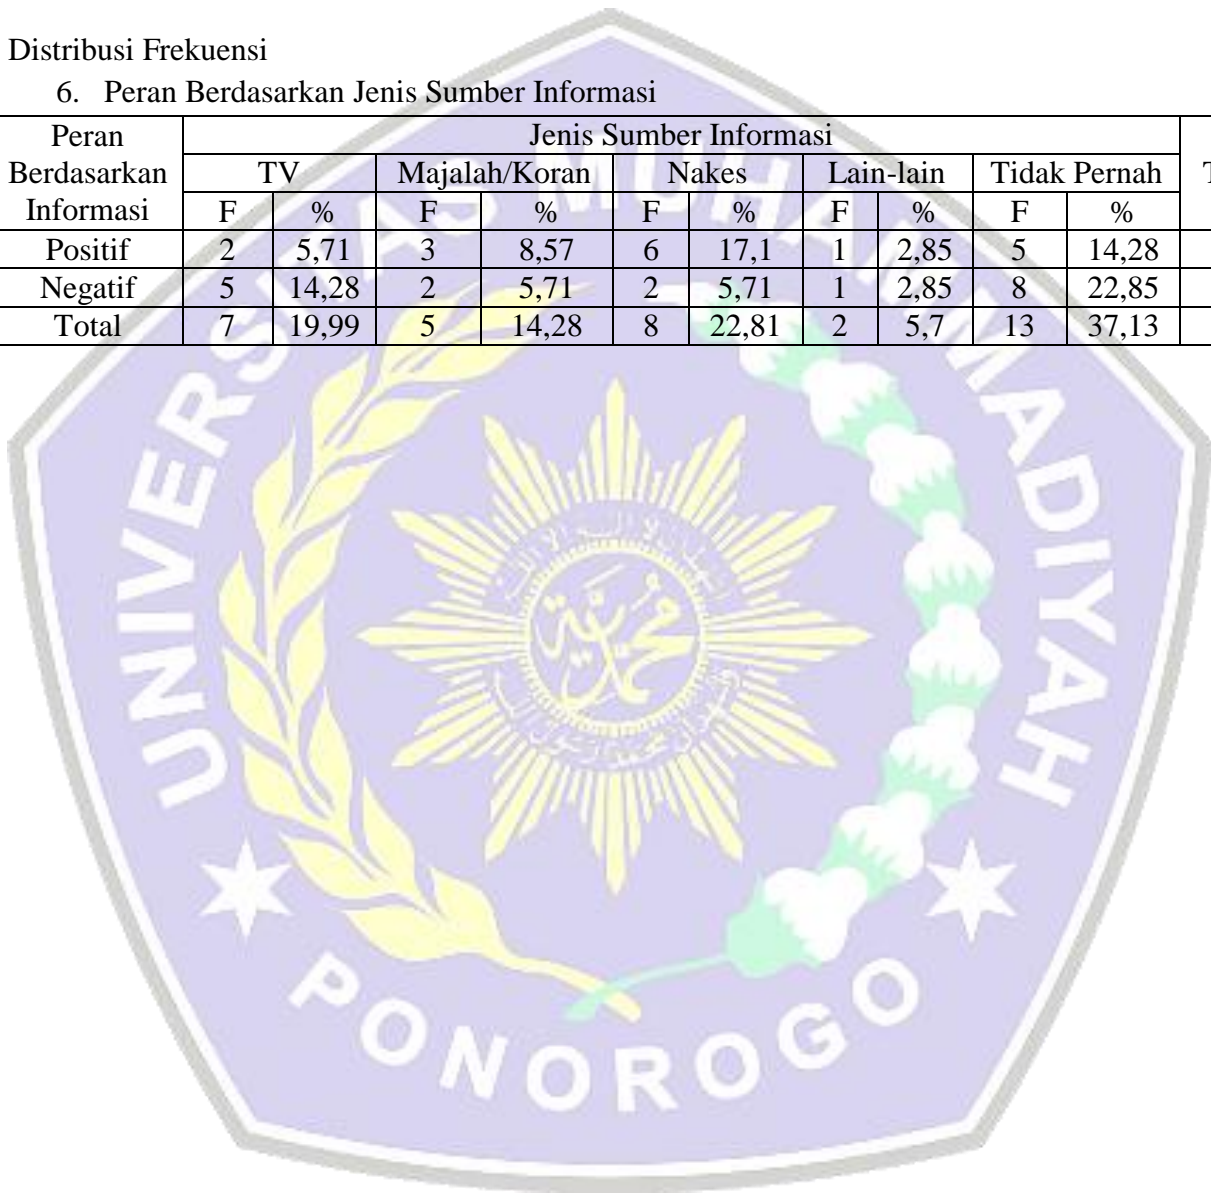 Distribusi Frekuensi
6. Peran Berdasarkan Jenis Sumber Informasi
Peran Berdasarkan Informasi Jenis Sumber Informasi
TV Majalah/Koran Nakes Lain-lain Tidak Pernah
F % F % F % F % F %
Positif 2 5,71 3 8,57 6 17,1 1 2,85 5 14,28
Negatif 5 14,28 2 5,71 2 5,71 1 2,85 8 22,85
Total 7 19,99 5 14,28 8 22,81 2 5,7 13 37,13
UNIVERSITAS MUHAMMADIYAH
PONOROGO